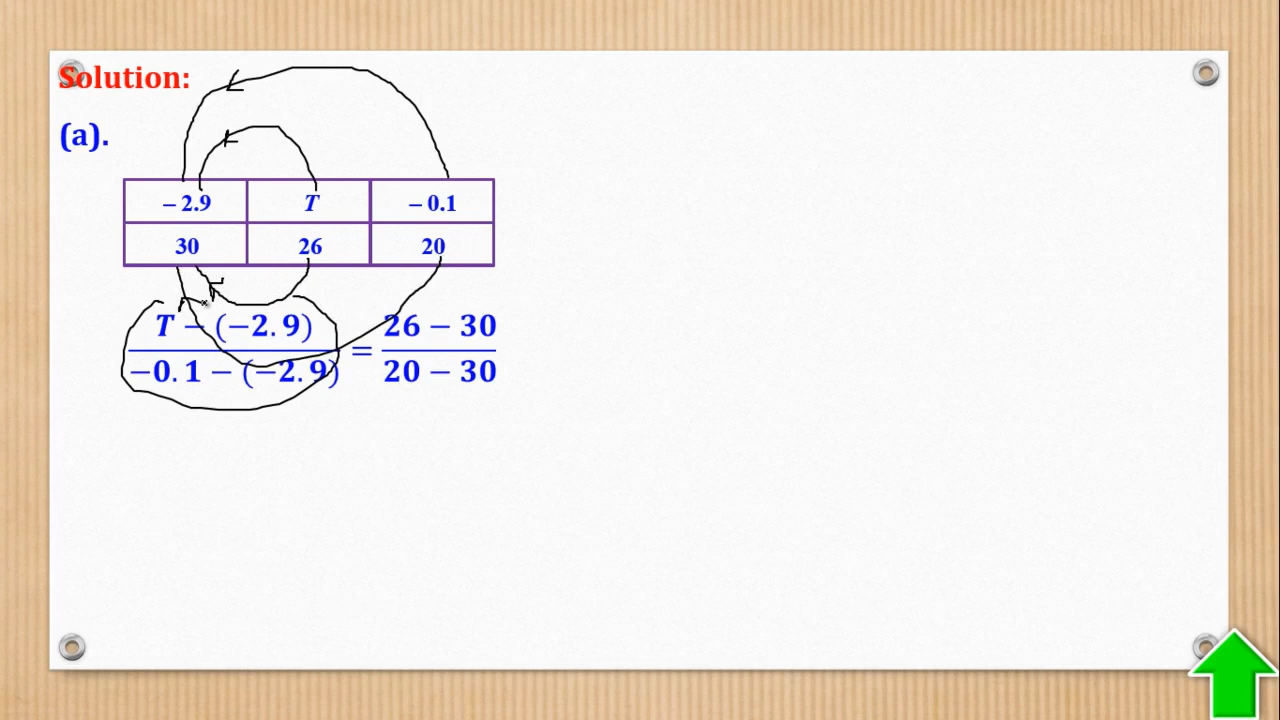 Solution:
(a).
– 2.9 T – 0.1
30 26 20
T − (−2.9) / −0.1 − (−2.9) = 26 − 30 / 20 − 30